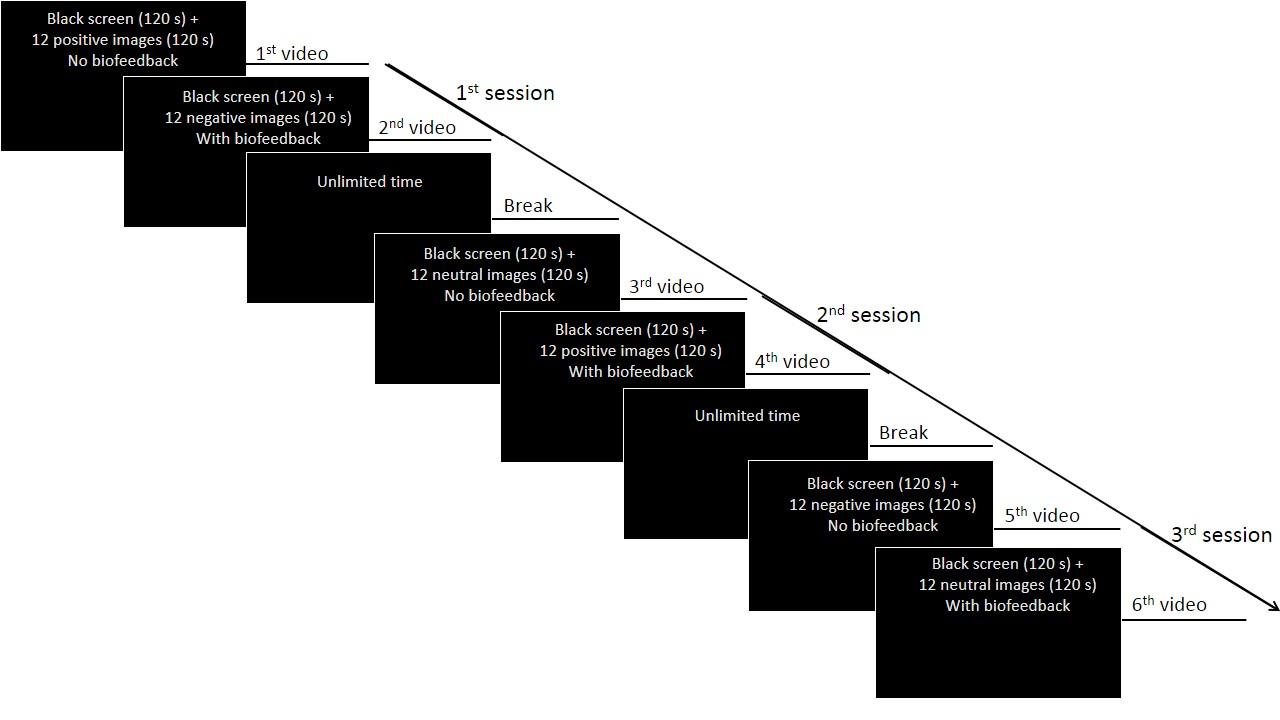 Black screen (120 s) +
12 positive images (120 s)
No biofeedback
1st video
1st session
Black screen (120 s) +
12 negative images (120 s)
With biofeedback
2nd video
Unlimited time
Break
Black screen (120 s) +
12 neutral images (120 s)
No biofeedback
3rd video
2nd session
Black screen (120 s) +
12 positive images (120 s)
With biofeedback
4th video
Unlimited time
Break
Black screen (120 s) +
12 negative images (120 s)
No biofeedback
5th video
3rd session
Black screen (120 s) +
12 neutral images (120 s)
With biofeedback
6th video